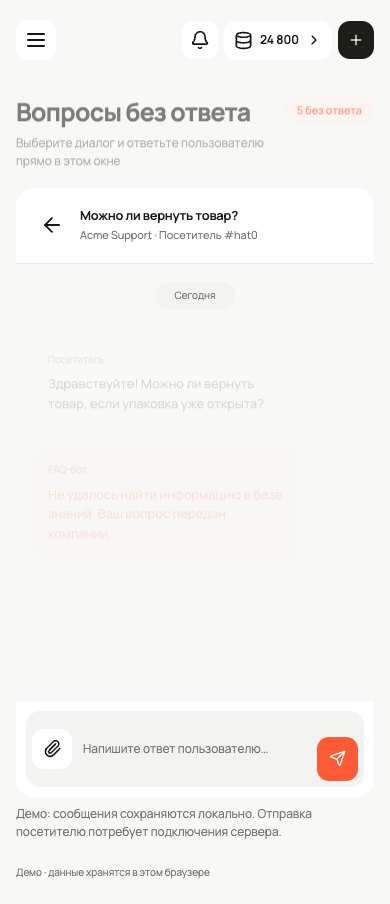 24 800
Вопросы без ответа
5 без ответа
Выберите диалог и ответьте пользователю
прямо в этом окне
Можно ли вернуть товар?
Acme Support · Посетитель #hat0
Сегодня
Посетитель
Здравствуйте! Можно ли вернуть
товар, если упаковка уже открыта?
FAQ-бот
Не удалось найти информацию в базе
знаний. Ваш вопрос передан
компании.
Напишите ответ пользователю...
Демо: сообщения сохраняются локально. Отправка
посетителю потребует подключения сервера.
Демо · данные хранятся в этом браузере